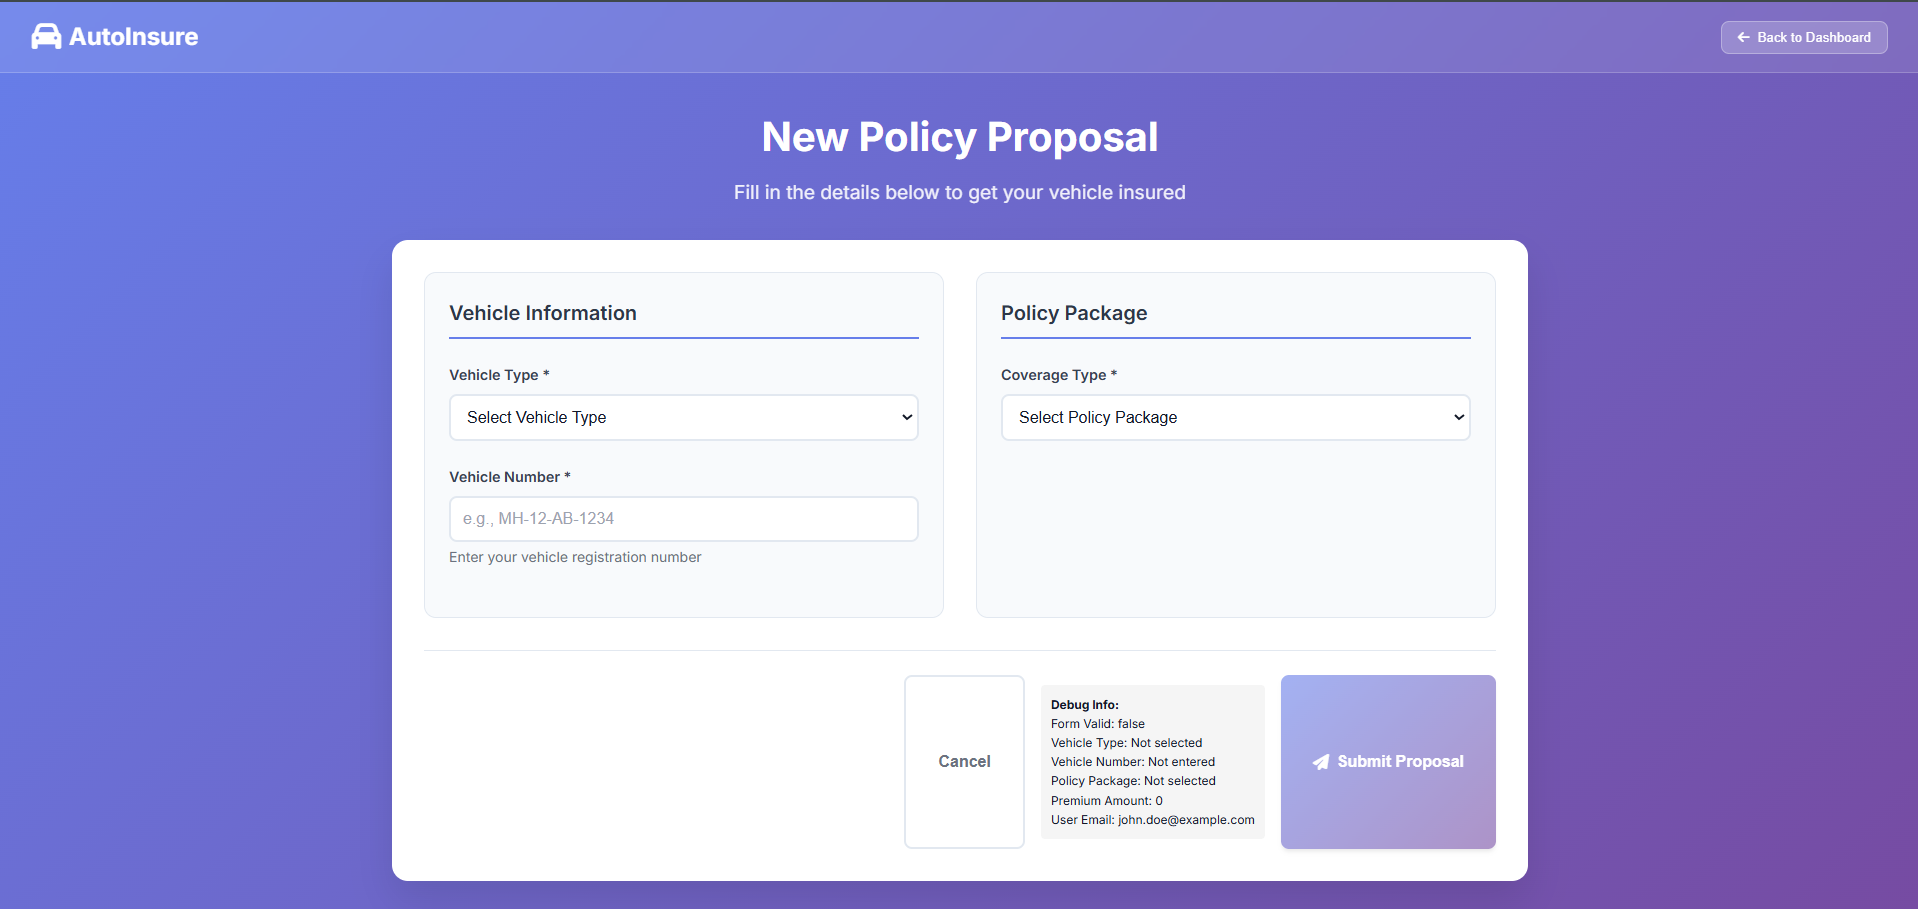 AutoInsure
Back to Dashboard
New Policy Proposal
Fill in the details below to get your vehicle insured
Vehicle Information
Vehicle Type *
Select Vehicle Type
Vehicle Number *
e.g., MH-12-AB-1234
Enter your vehicle registration number
Policy Package
Coverage Type *
Select Policy Package
Cancel
Debug Info:
Form Valid: false
Vehicle Type: Not selected
Vehicle Number: Not entered
Policy Package: Not selected
Premium Amount: 0
User Email: john.doe@example.com
Submit Proposal